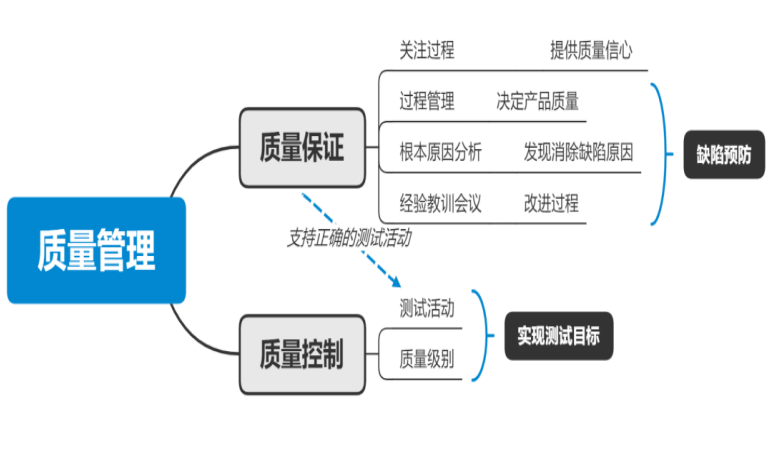 关注过程 提供质量信心
过程管理 决定产品质量
质量保证
根本原因分析 发现消除缺陷原因
缺陷预防
经验教训会议 改进过程
质量管理
支持正确的测试活动
测试活动
实现测试目标
质量控制
质量级别